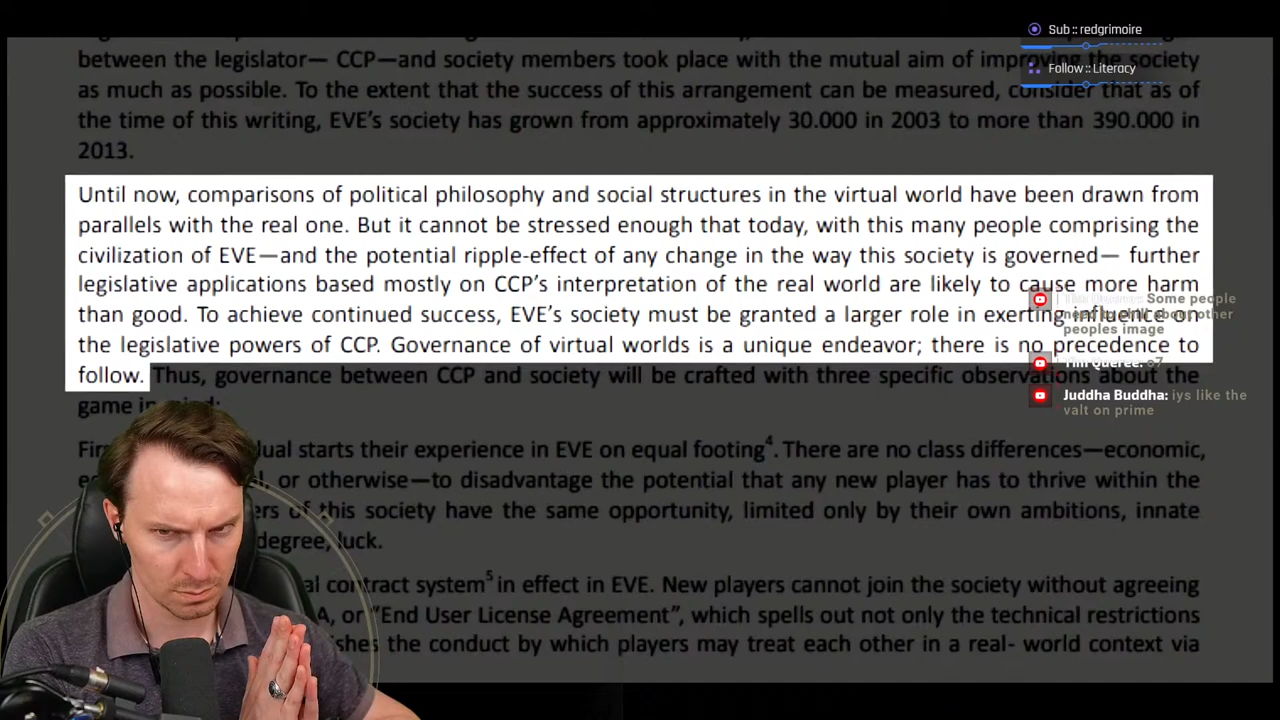 Sub :: redgrimoire
between the legislator— CCP—and society members took place with the mutual aim of improving the society
Follow :: Literacy
as much as possible. To the extent that the success of this arrangement can be measured, consider that as of
the time of this writing, EVE's society has grown from approximately 30.000 in 2003 to more than 390.000 in
2013.
Until now, comparisons of political philosophy and social structures in the virtual world have been drawn from
parallels with the real one. But it cannot be stressed enough that today, with this many people comprising the
civilization of EVE—and the potential ripple-effect of any change in the way this society is governed— further
legislative applications based mostly on CCP's interpretation of the real world are likely to cause more harm
than good. To achieve continued success, EVE's society must be granted a larger role in exerting influence on
the legislative powers of CCP. Governance of virtual worlds is a unique endeavor; there is no precedence to
follow. Thus, governance between CCP and society will be crafted with three specific observations about the
game in mind:
Some people
need to chill about other
peoples image
Tim Queree: o7
Juddha Buddha: iys like
the valt on prime
dual starts their experience in EVE on equal footing4. There are no class differences—economic,
or otherwise—to disadvantage the potential that any new player has to thrive within the
of this society have the same opportunity, limited only by their own ambitions, innate
degree, luck.
contract system5 in effect in EVE. New players cannot join the society without agreeing
or "End User License Agreement", which spells out not only the technical restrictions
the conduct by which players may treat each other in a real- world context via